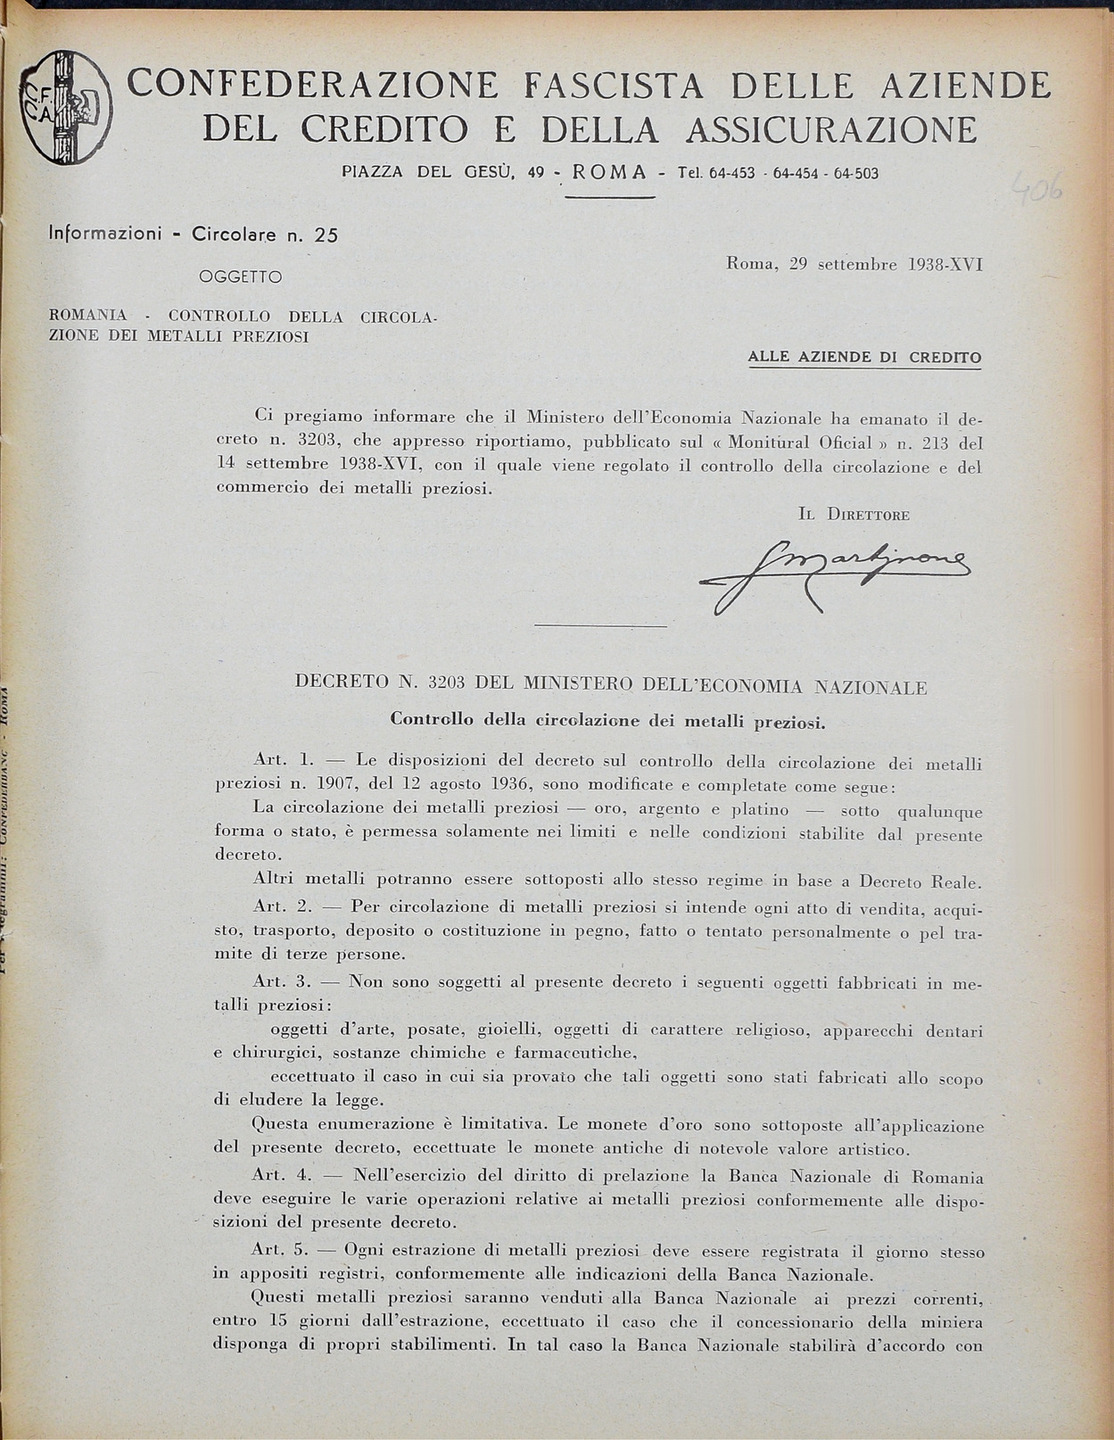 C.F.
A.
CONFEDERAZIONE FASCISTA DELLE AZIENDE
DEL CREDITO E DELLA ASSICURAZIONE
PIAZZA DEL GESÙ, 49 - ROMA - Tel. 64-453 - 64-454 - 64-503
406
Informazioni - Circolare n. 25
Roma, 29 settembre 1938-XVI
OGGETTO
ROMANIA - CONTROLLO DELLA CIRCOLA-
ZIONE DEI METALLI PREZIOSI
ALLE AZIENDE DI CREDITO
Ci pregiamo informare che il Ministero dell'Economia Nazionale ha emanato il de-
creto n. 3203, che appresso riportiamo, pubblicato sul « Monitural Oficial » n. 213 del
14 settembre 1938-XVI, con il quale viene regolato il controllo della circolazione e del
commercio dei metalli preziosi.
IL DIRETTORE
DECRETO N. 3203 DEL MINISTERO DELL'ECONOMIA NAZIONALE
Controllo della circolazione dei metalli preziosi.
Art. 1. — Le disposizioni del decreto sul controllo della circolazione dei metalli
preziosi n. 1907, del 12 agosto 1936, sono modificate e completate come segue:
La circolazione dei metalli preziosi — oro, argento e platino — sotto qualunque
forma o stato, è permessa solamente nei limiti e nelle condizioni stabilite dal presente
decreto.
Altri metalli potranno essere sottoposti allo stesso regime in base a Decreto Reale.
Art. 2. — Per circolazione di metalli preziosi si intende ogni atto di vendita, acqui-
sto, trasporto, deposito o costituzione in pegno, fatto o tentato personalmente o pel tra-
mite di terze persone.
Art. 3. — Non sono soggetti al presente decreto i seguenti oggetti fabbricati in me-
talli preziosi:
oggetti d'arte, posate, gioielli, oggetti di carattere religioso, apparecchi dentari
e chirurgici, sostanze chimiche e farmaceutiche,
eccettuato il caso in cui sia provato che tali oggetti sono stati fabricati allo scopo
di eludere la legge.
Questa enumerazione è limitativa. Le monete d'oro sono sottoposte all'applicazione
del presente decreto, eccettuate le monete antiche di notevole valore artistico.
Art. 4. — Nell'esercizio del diritto di prelazione la Banca Nazionale di Romania
deve eseguire le varie operazioni relative ai metalli preziosi conformemente alle dispo-
sizioni del presente decreto.
Art. 5. — Ogni estrazione di metalli preziosi deve essere registrata il giorno stesso
in appositi registri, conformemente alle indicazioni della Banca Nazionale.
Questi metalli preziosi saranno venduti alla Banca Nazionale ai prezzi correnti,
entro 15 giorni dall'estrazione, eccettuato il caso che il concessionario della miniera
disponga di propri stabilimenti. In tal caso la Banca Nazionale stabilirà d'accordo con